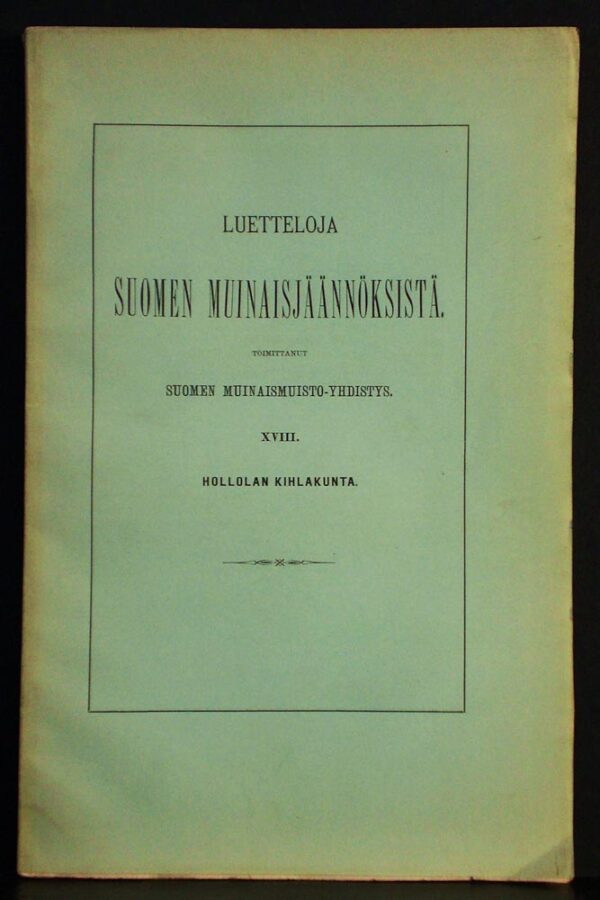 LUETTELOJA
SUOMEN MUINAISJÄÄNNÖKSISTÄ.
TOIMITTANUT
SUOMEN MUINAISMUISTO-YHDISTYS.
XVIII.
HOLLOLAN KIHLAKUNTA.